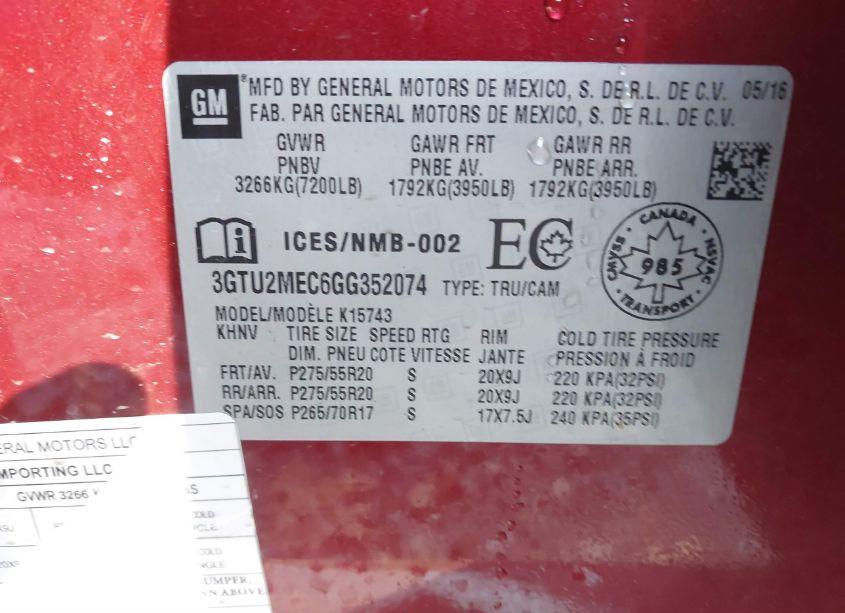 GM
MFD BY GENERAL MOTORS DE MEXICO, S. DE R.L. DE C.V. 05/16
FAB. PAR GENERAL MOTORS DE MEXICO, S. DE R.L. DE C.V.
GVWR GAWR FRT GAWR RR
PNBV PNBE AV. PNBE ARR.
3266KG(7200LB) 1792KG(3950LB) 1792KG(3950LB)
i ICES/NMB-002 EC
CANADA
CMVSS 985 NSVAC
TRANSPORT
3GTU2MEC6GG352074 TYPE: TRU/CAM
MODEL/MODÈLE K15743
KHNV TIRE SIZE SPEED RTG RIM COLD TIRE PRESSURE
DIM. PNEU COTE VITESSE JANTE PRESSION À FROID
FRT/AV. P275/55R20 S 20X9J 220 KPA(32PSI)
RR/ARR. P275/55R20 S 20X9J 220 KPA(32PSI)
SPA/SOS P265/70R17 S 17X7.5J 240 KPA(35PSI)
ERAL MOTORS LLC
MPORTING LLC
GVWR 3266
UMPER,
N ABOVE